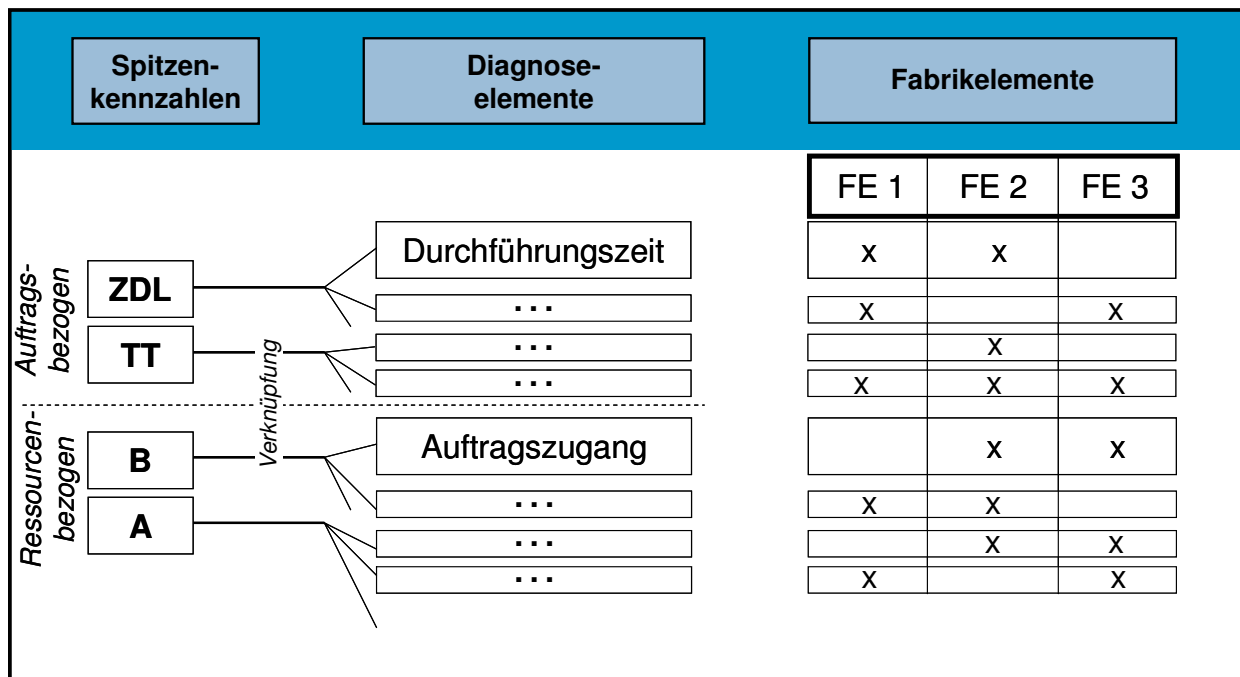 Spitzen-
kennzahlen
Diagnose-
elemente
Fabrikelemente
FE 1 FE 2 FE 3
Auftrags-
bezogen
ZDL
Durchführungszeit
x x
...
x x
TT
...
x
...
x x x
Verknüpfung
Ressourcen-
bezogen
B
Auftragszugang
x x
...
x x
A
...
x x
...
x x